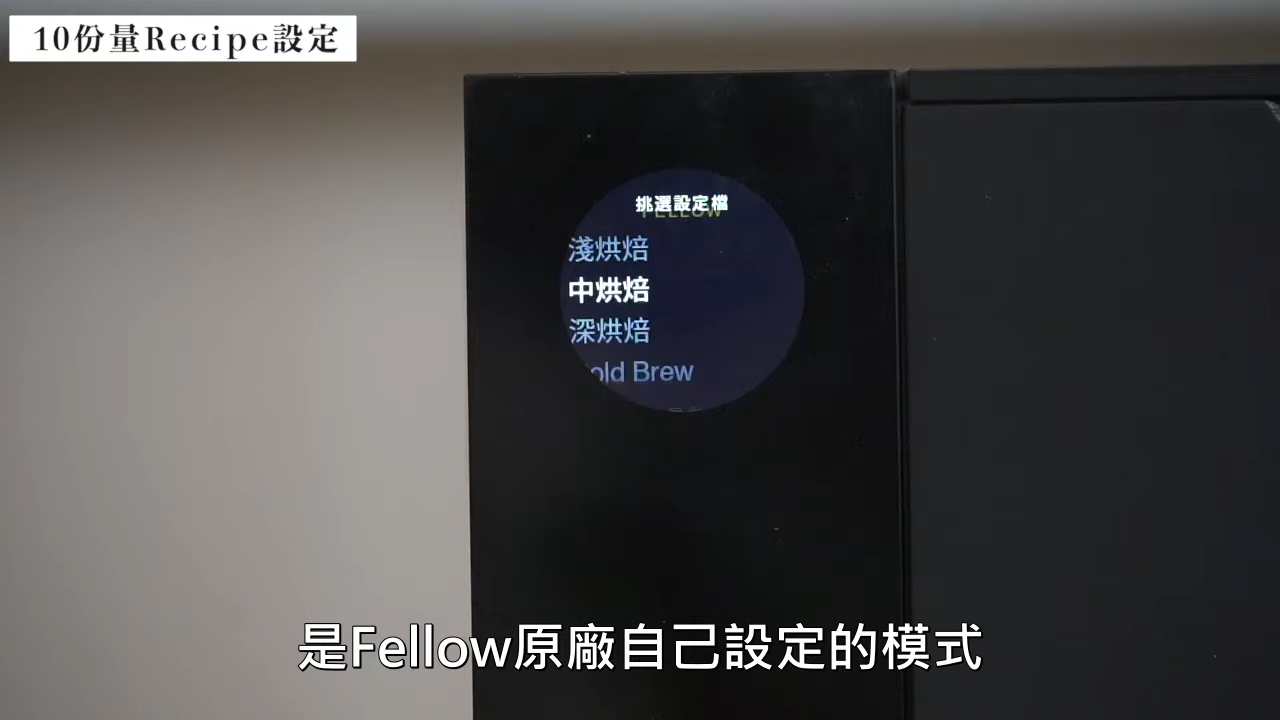 10份量Recipe設定
挑選設定檔
FELLOW
淺烘焙
中烘焙
深烘焙
old Brew
是Fellow原廠自己設定的模式